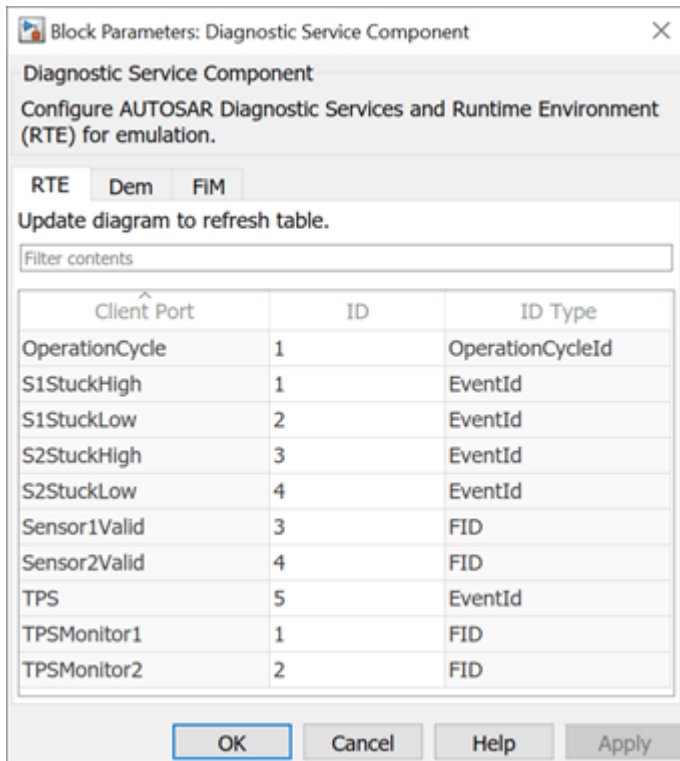 Block Parameters: Diagnostic Service Component
Diagnostic Service Component
Configure AUTOSAR Diagnostic Services and Runtime Environment
(RTE) for emulation.
RTE Dem FiM
Update diagram to refresh table.
Filter contents
Client Port ID ID Type
OperationCycle 1 OperationCycleId
S1StuckHigh 1 EventId
S1StuckLow 2 EventId
S2StuckHigh 3 EventId
S2StuckLow 4 EventId
Sensor1Valid 3 FID
Sensor2Valid 4 FID
TPS 5 EventId
TPSMonitor1 1 FID
TPSMonitor2 2 FID
OK Cancel Help Apply